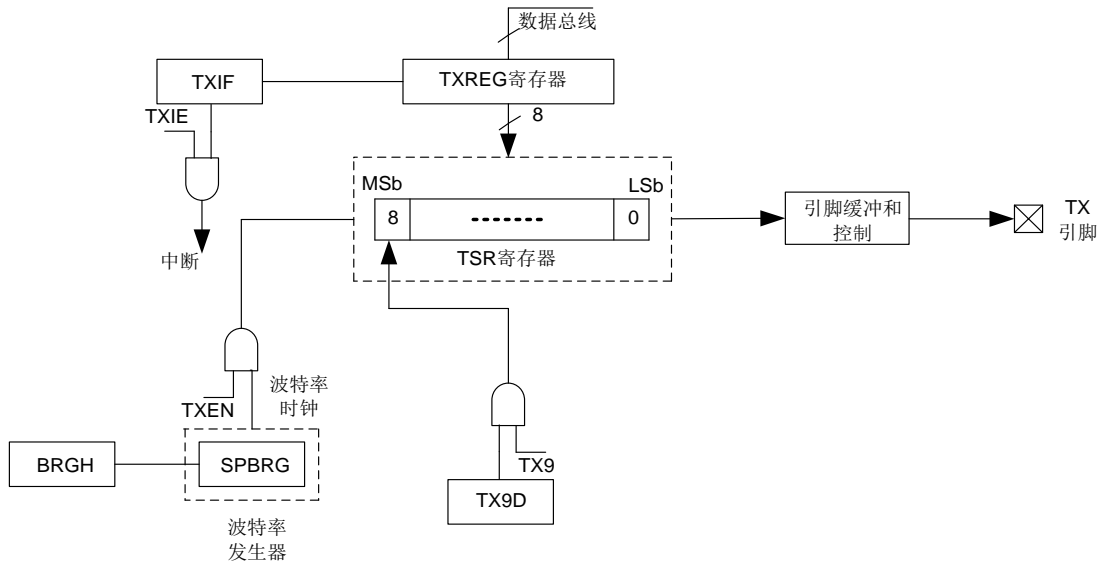 数据总线
TXIF
TXREG寄存器
TXIE
8
MSb
LSb
8
0
TSR寄存器
引脚缓冲和
控制
TX
引脚
中断
波特率
时钟
TXEN
BRGH
SPBRG
TX9
TX9D
波特率
发生器